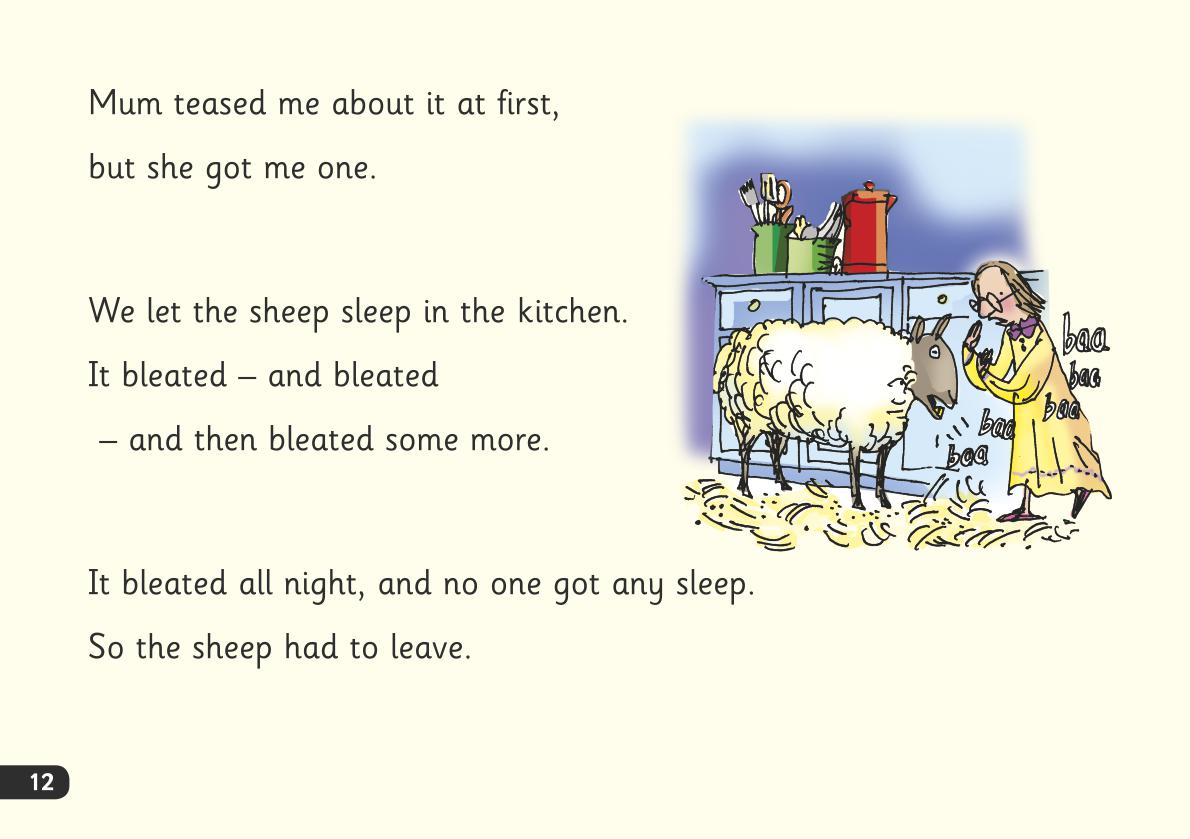 Mum teased me about it at first,
but she got me one.
We let the sheep sleep in the kitchen.
It bleated – and bleated
– and then bleated some more.
baa
baa
baa
baa
baa
It bleated all night, and no one got any sleep.
So the sheep had to leave.
12